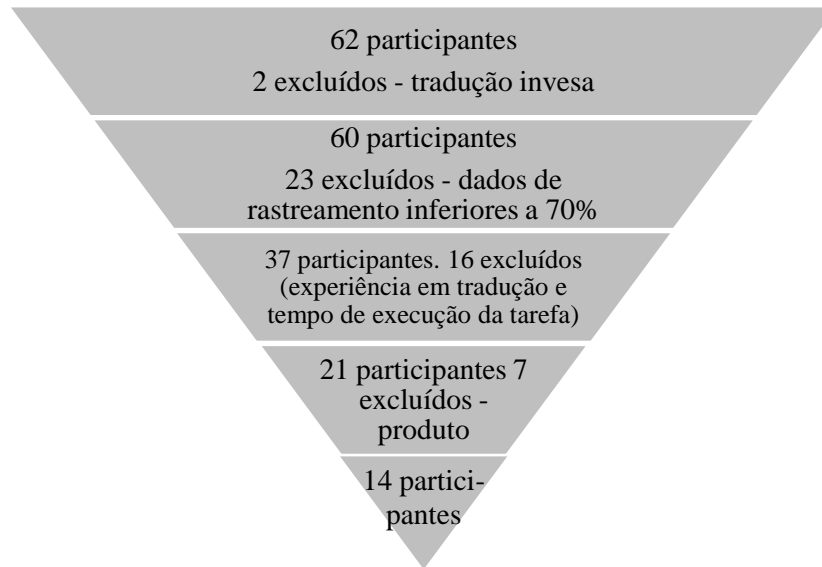 62 participantes
2 excluídos - tradução invesa
60 participantes
23 excluídos - dados de
rastreamento inferiores a 70%
37 participantes. 16 excluídos
(experiência em tradução e
tempo de execução da tarefa)
21 participantes 7
excluídos -
produto
14 partici-
pantes